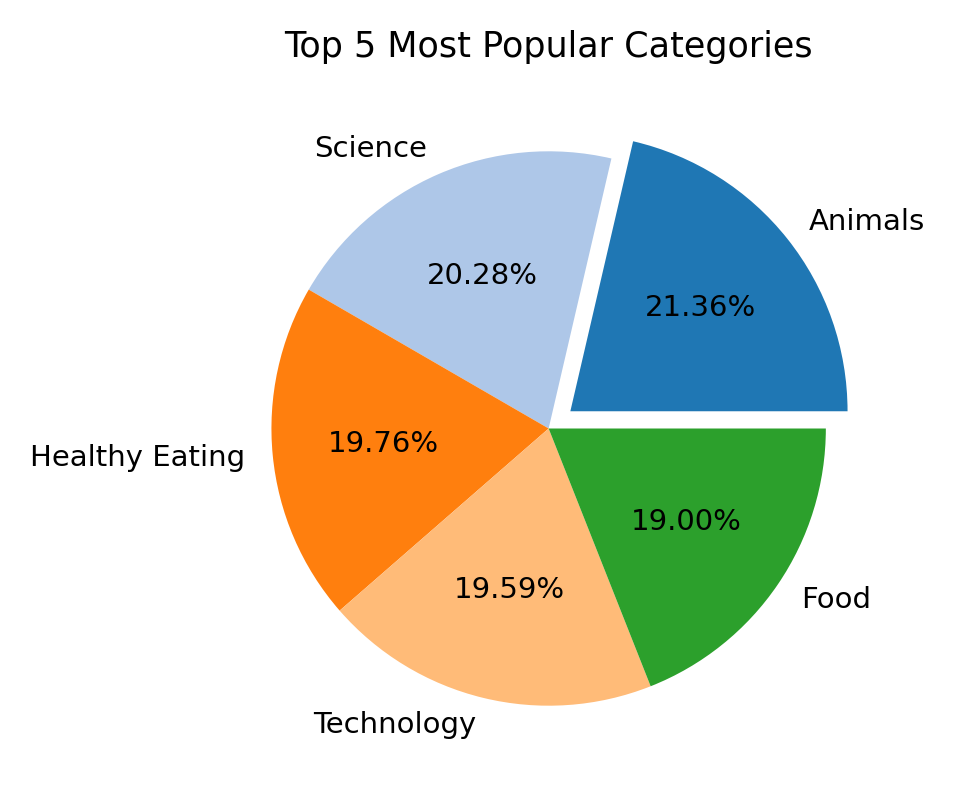 Top 5 Most Popular Categories
Science
Animals
20.28%
21.36%
Healthy Eating
19.76%
19.00%
19.59%
Food
Technology